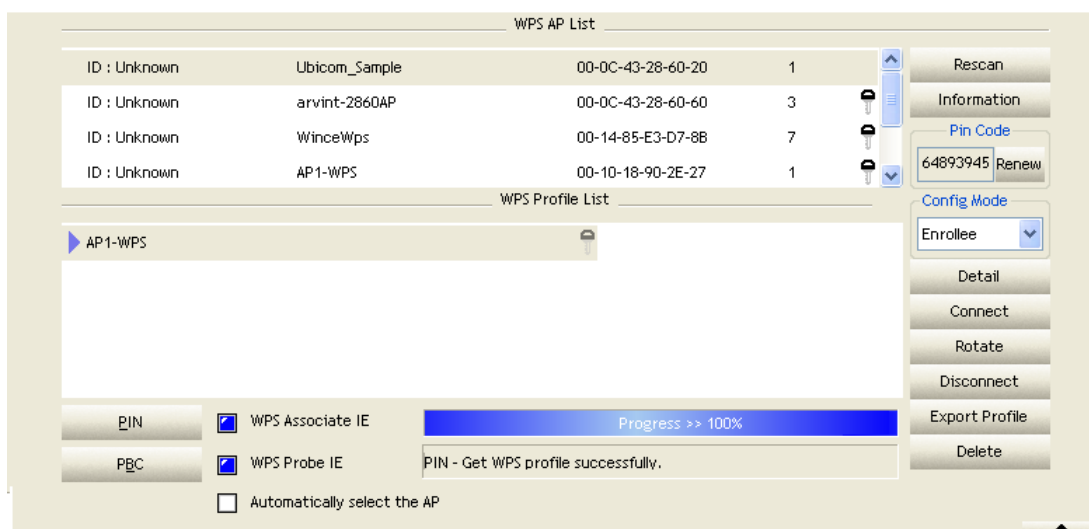 WPS AP List
ID : Unknown Ubicom_Sample 00-0C-43-28-60-20 1
Rescan
ID : Unknown arvint-2860AP 00-0C-43-28-60-60 3
Information
ID : Unknown WinceWps 00-14-85-E3-D7-8B 7
Pin Code
ID : Unknown AP1-WPS 00-10-18-90-2E-27 1
64893945 Renew
WPS Profile List
Config Mode
AP1-WPS
Enrollee
Detail
Connect
Rotate
Disconnect
PIN WPS Associate IE Progress >> 100%
Export Profile
PBC WPS Probe IE PIN - Get WPS profile successfully.
Delete
Automatically select the AP